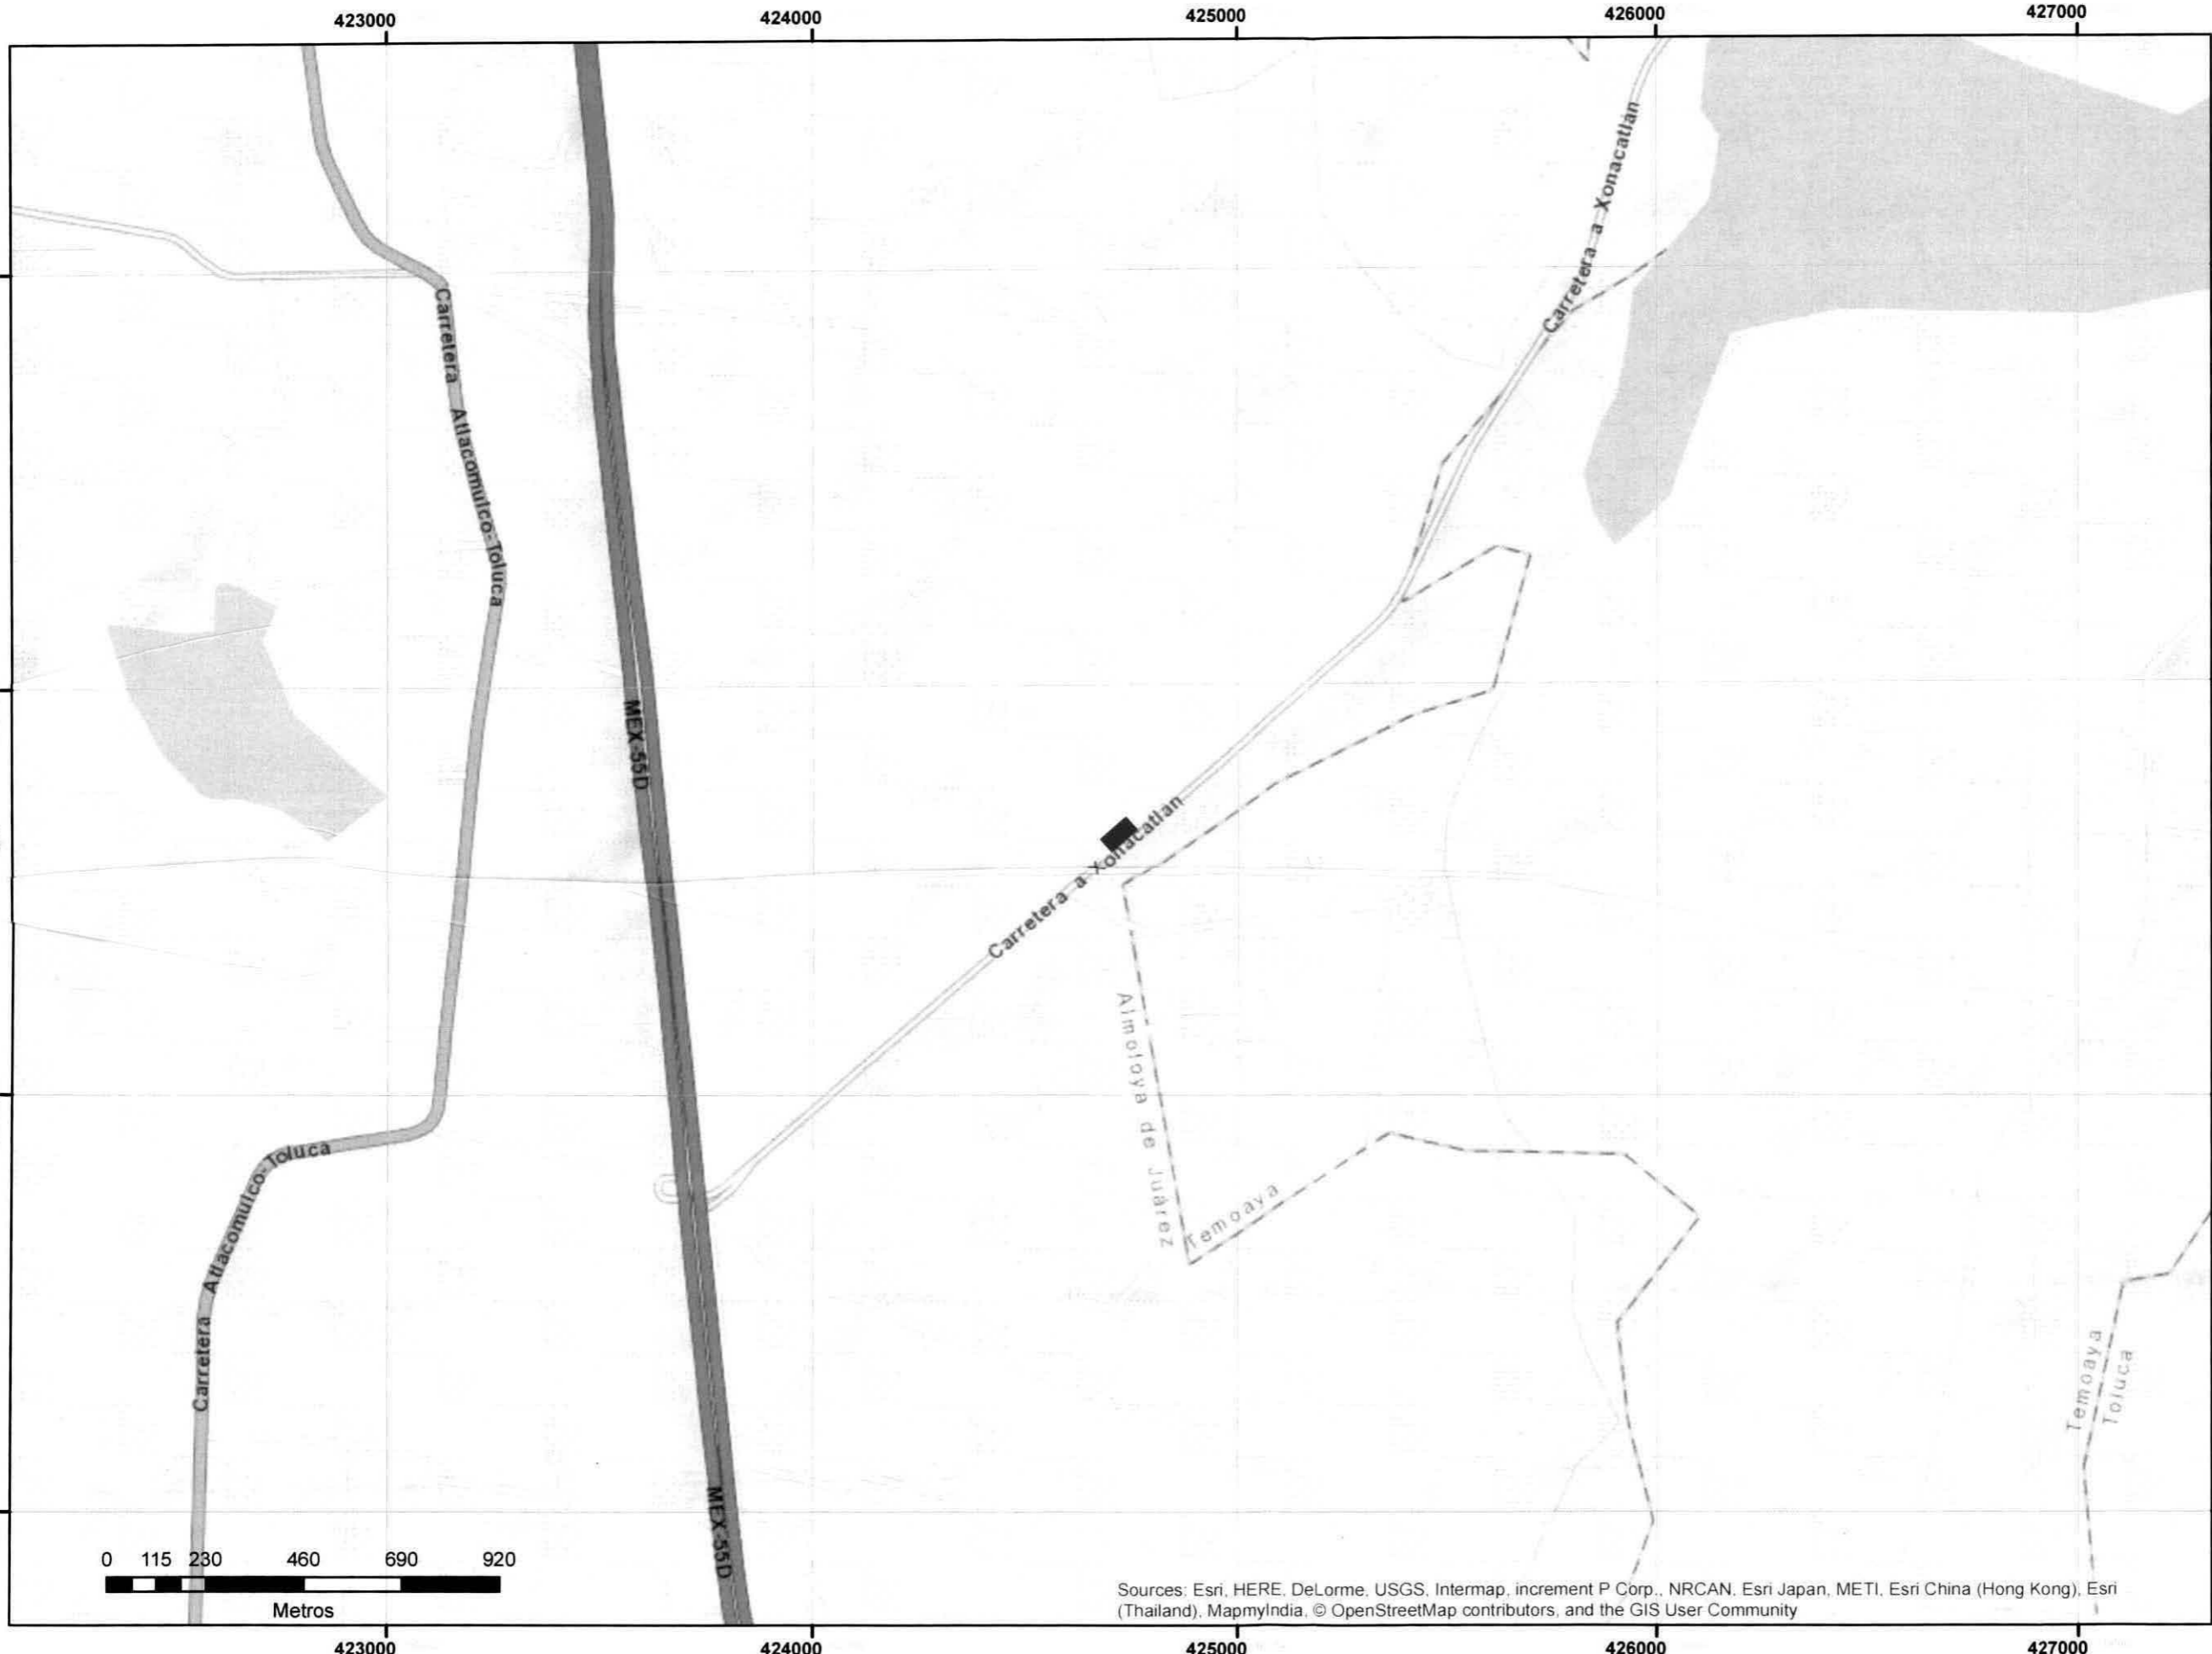 423000 424000 425000 426000 427000
Carretera a Xonacatlan
Carretera Atlacomulco-Toluca
MEX-55D
Carretera a Xonacatlan
Almoloya de Juárez
Temoaya
Carretera Atlacomulco-Toluca
Temoaya
Toluca
MEX-55D
0 115 230 460 690 920
Metros
Sources: Esri, HERE, DeLorme, USGS, Intermap, increment P Corp., NRCAN, Esri Japan, METI, Esri China (Hong Kong), Esri
(Thailand), MapmyIndia, © OpenStreetMap contributors, and the GIS User Community
423000 424000 425000 426000 427000